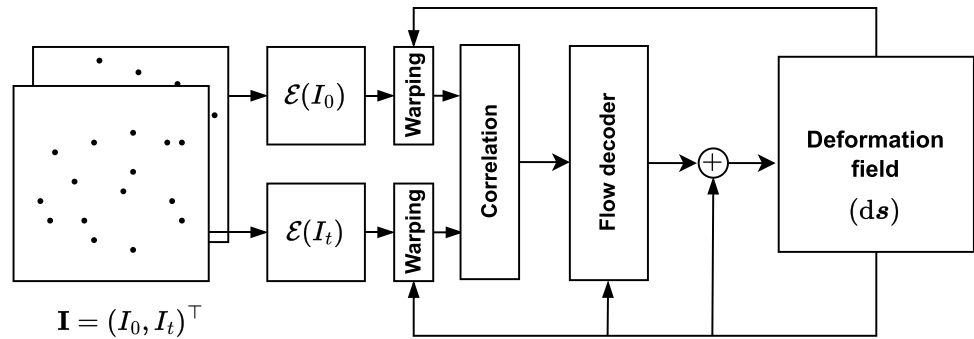 ℰ(I₀)
Warping
Correlation
Flow decoder
+
Deformation
field
(ds)
ℰ(Iₜ)
Warping
I = (I₀, Iₜ)⊤